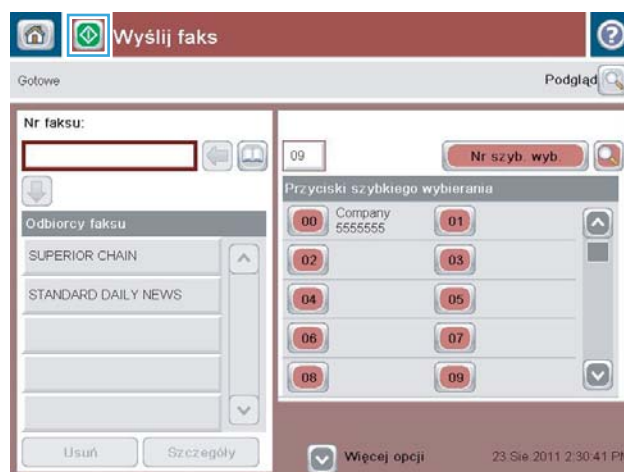 Wyślij faks
Gotowe
Podgląd
Nr faksu:
09
Nr szyb. wyb.
Przyciski szybkiego wybierania
Odbiorcy faksu
00 Company 5555555 01
SUPERIOR CHAIN
02 03
STANDARD DAILY NEWS
04 05
06 07
08 09
Usuń Szczegóły
Więcej opcji
23 Sie 2011 2:30:41 PM